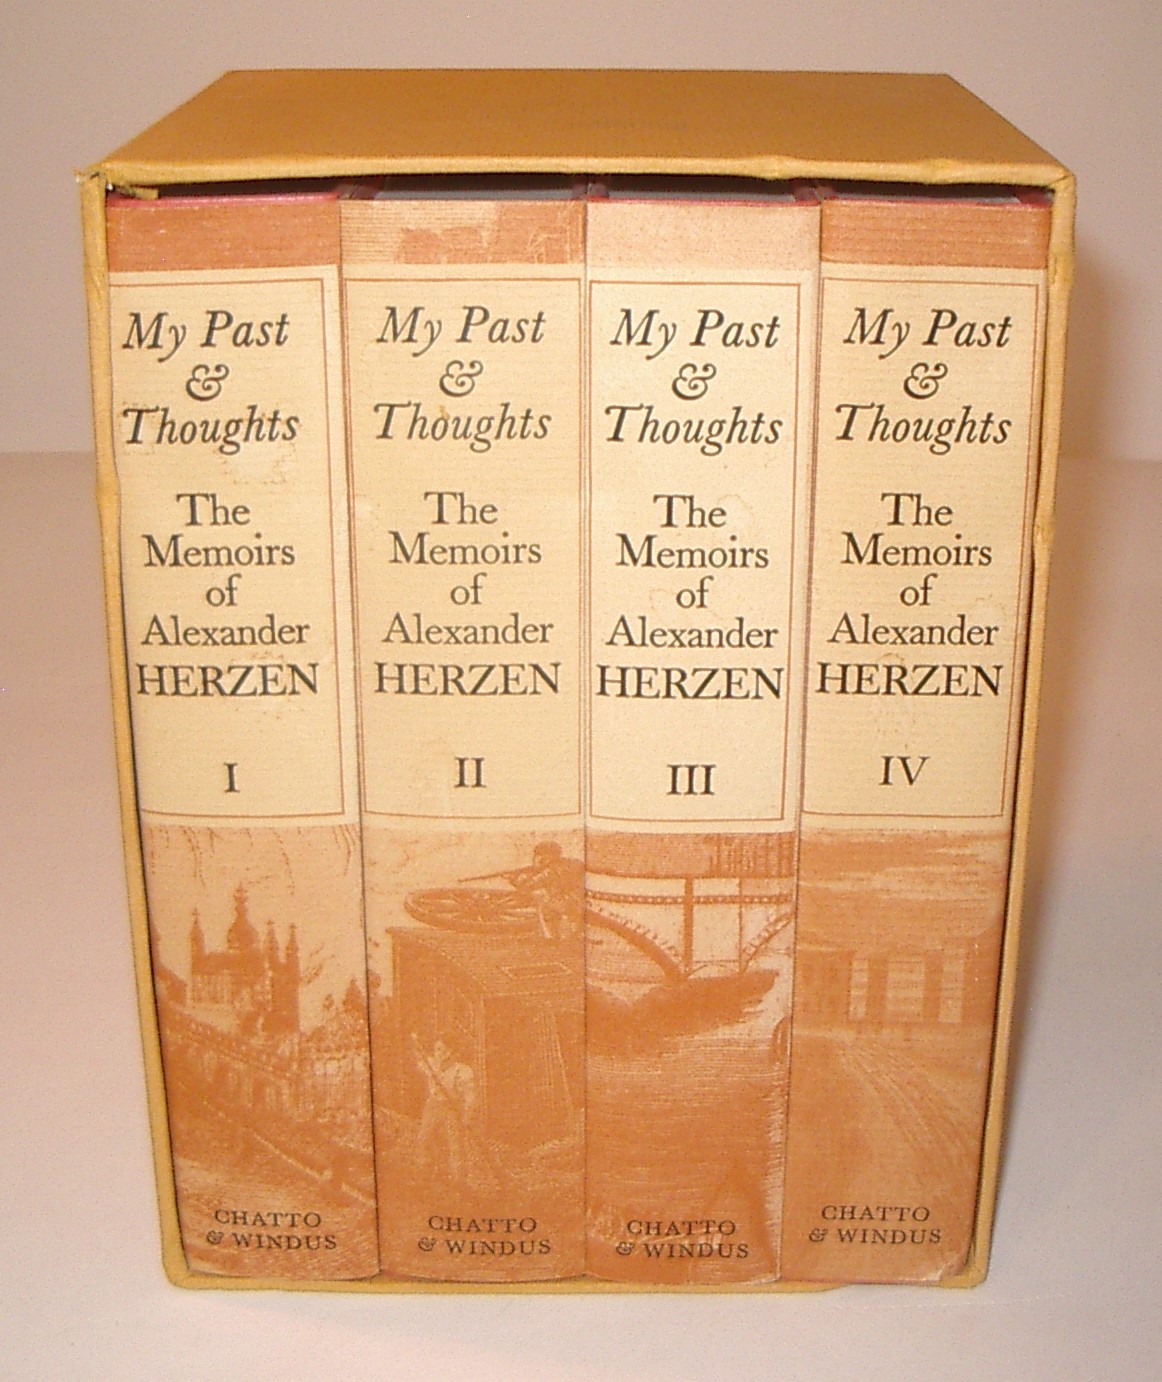 My Past
&
Thoughts
The
Memoirs
of
Alexander
HERZEN
I
CHATTO
& WINDUS
My Past
&
Thoughts
The
Memoirs
of
Alexander
HERZEN
II
CHATTO
& WINDUS
My Past
&
Thoughts
The
Memoirs
of
Alexander
HERZEN
III
CHATTO
& WINDUS
My Past
&
Thoughts
The
Memoirs
of
Alexander
HERZEN
IV
CHATTO
& WINDUS